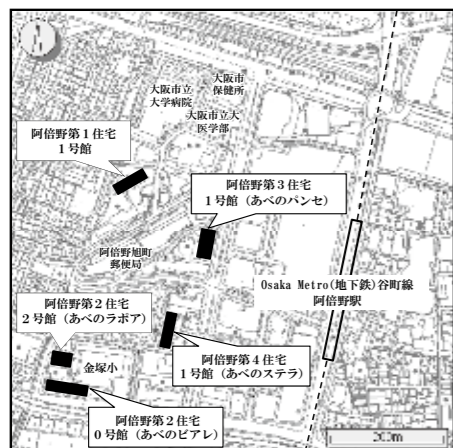 大阪市立
大学病院
大阪市
保健所
大阪市立大
医学部
阿倍野第1住宅
1号館
阿倍野第3住宅
1号館（あべのパンセ）
阿倍野旭町
郵便局
Osaka Metro(地下鉄)谷町線
阿倍野駅
阿倍野第2住宅
2号館（あべのラポア）
金塚小
阿倍野第4住宅
1号館（あべのステラ）
阿倍野第2住宅
0号館（あべのピアレ）
200m